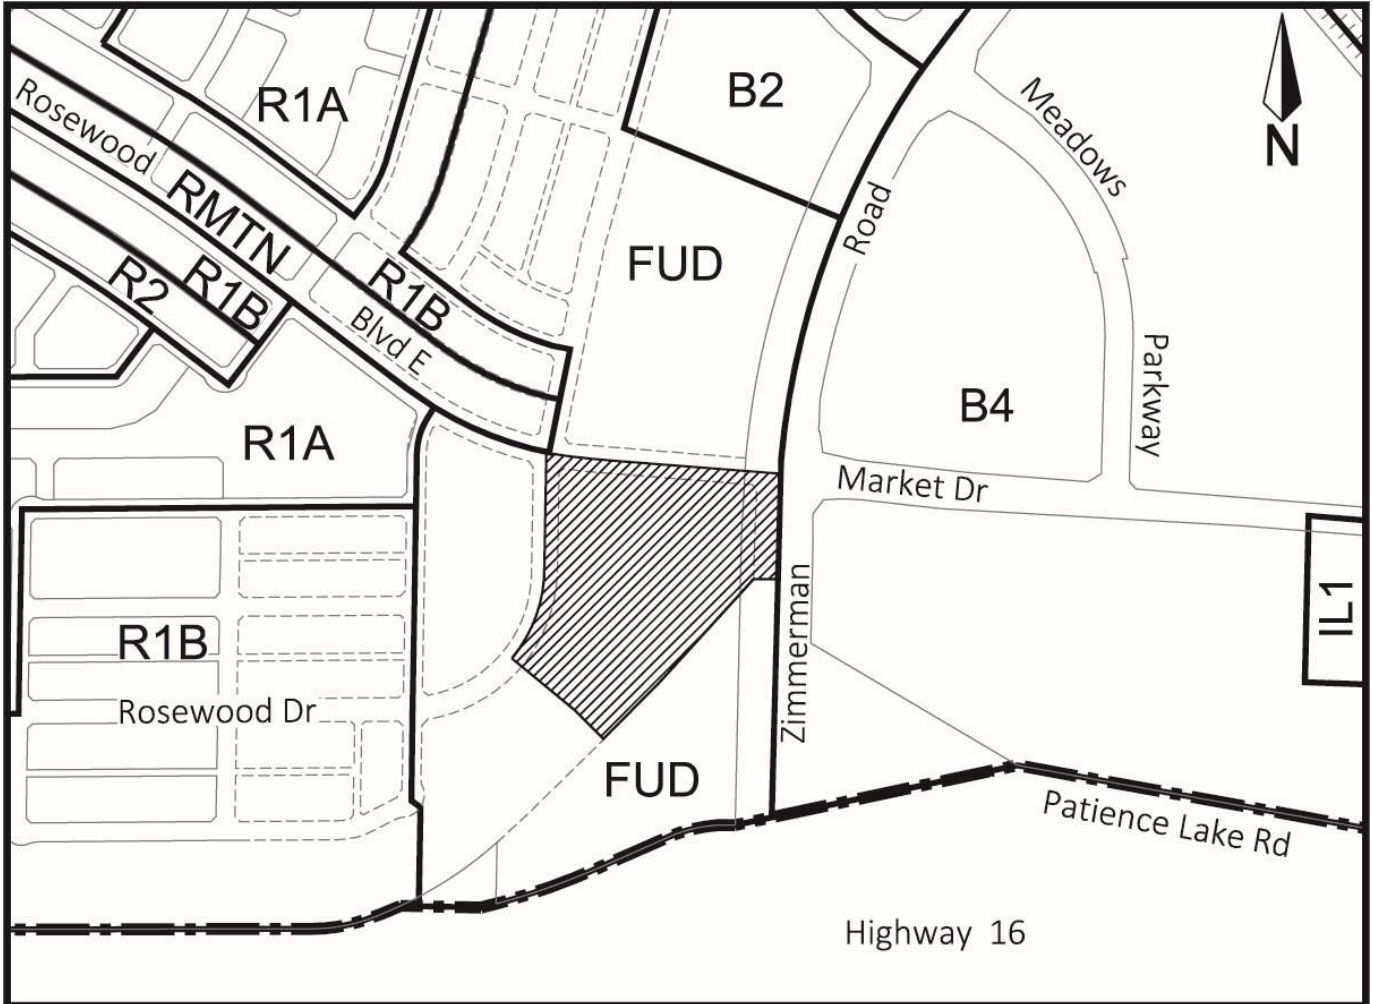 B2
R1A
Meadows
N
Rosewood
RMTN
Road
FUD
R2
R1B
R1B
Blvd E
Parkway
B4
R1A
Market Dr
IL1
R1B
Zimmerman
Rosewood Dr
FUD
Patience Lake Rd
Highway 16